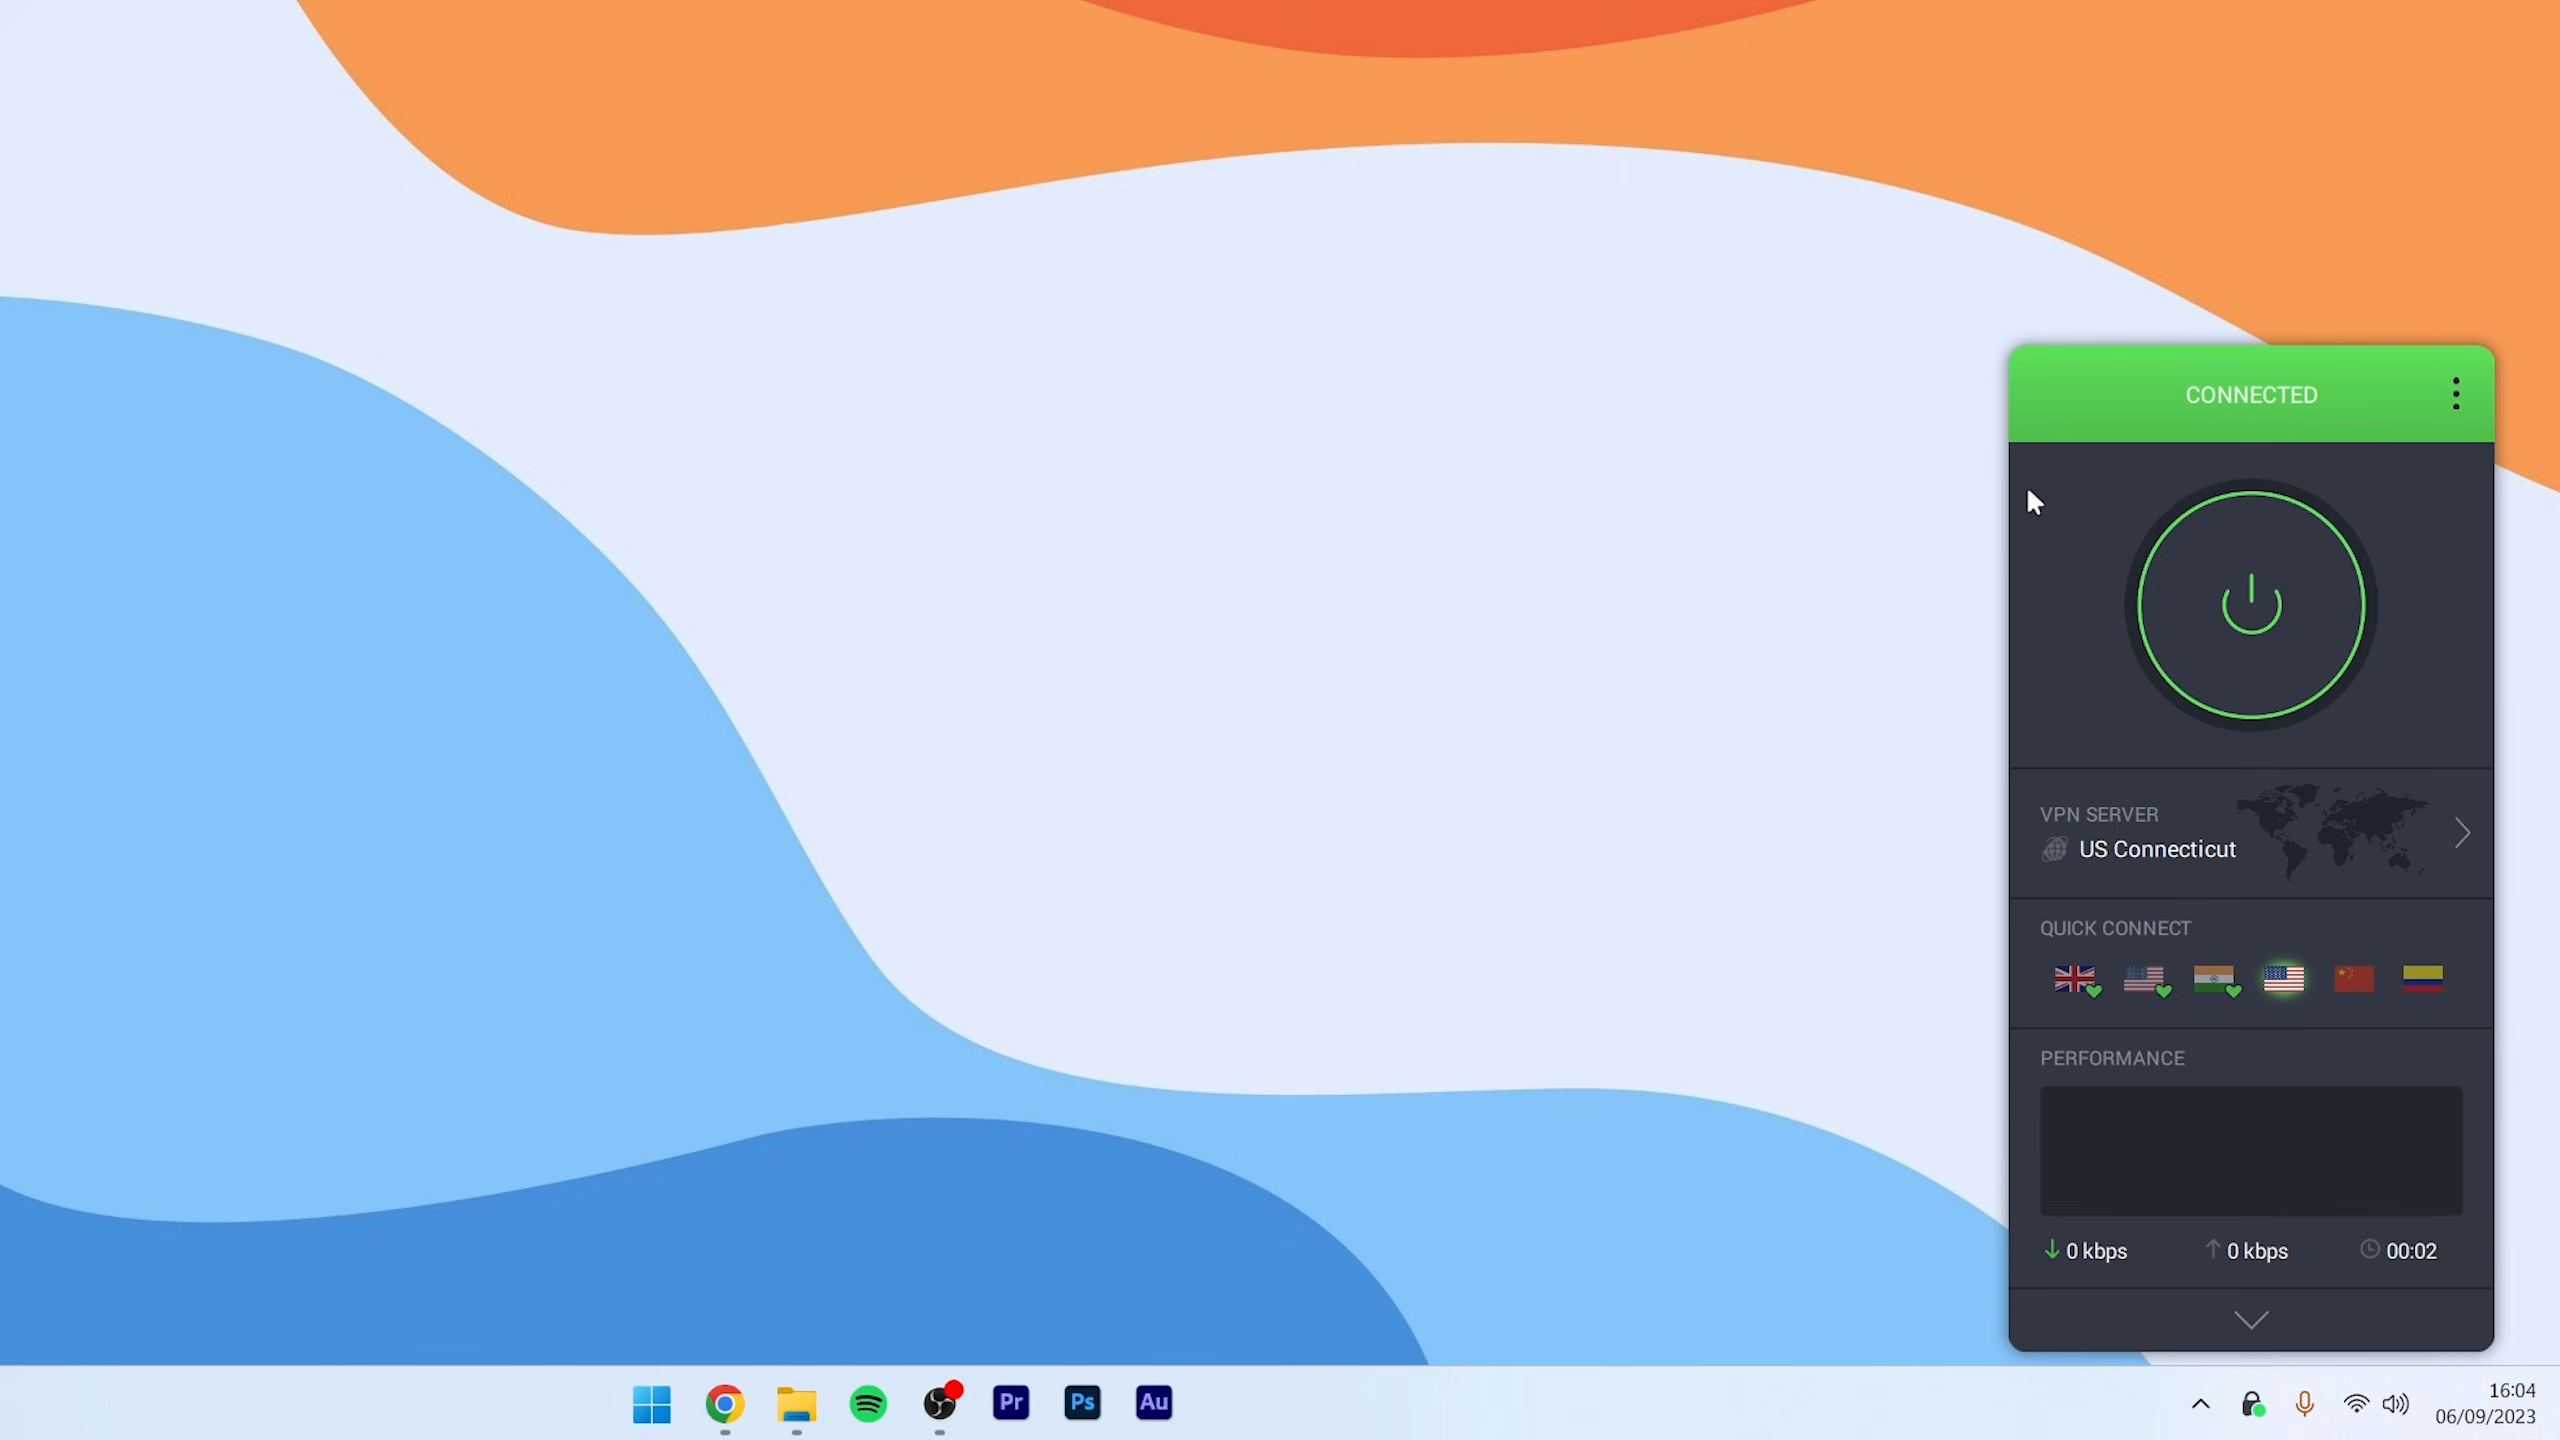 CONNECTED
VPN SERVER
US Connecticut
QUICK CONNECT
PERFORMANCE
0 kbps
0 kbps
00:02
Pr
Ps
Au
16:04
06/09/2023